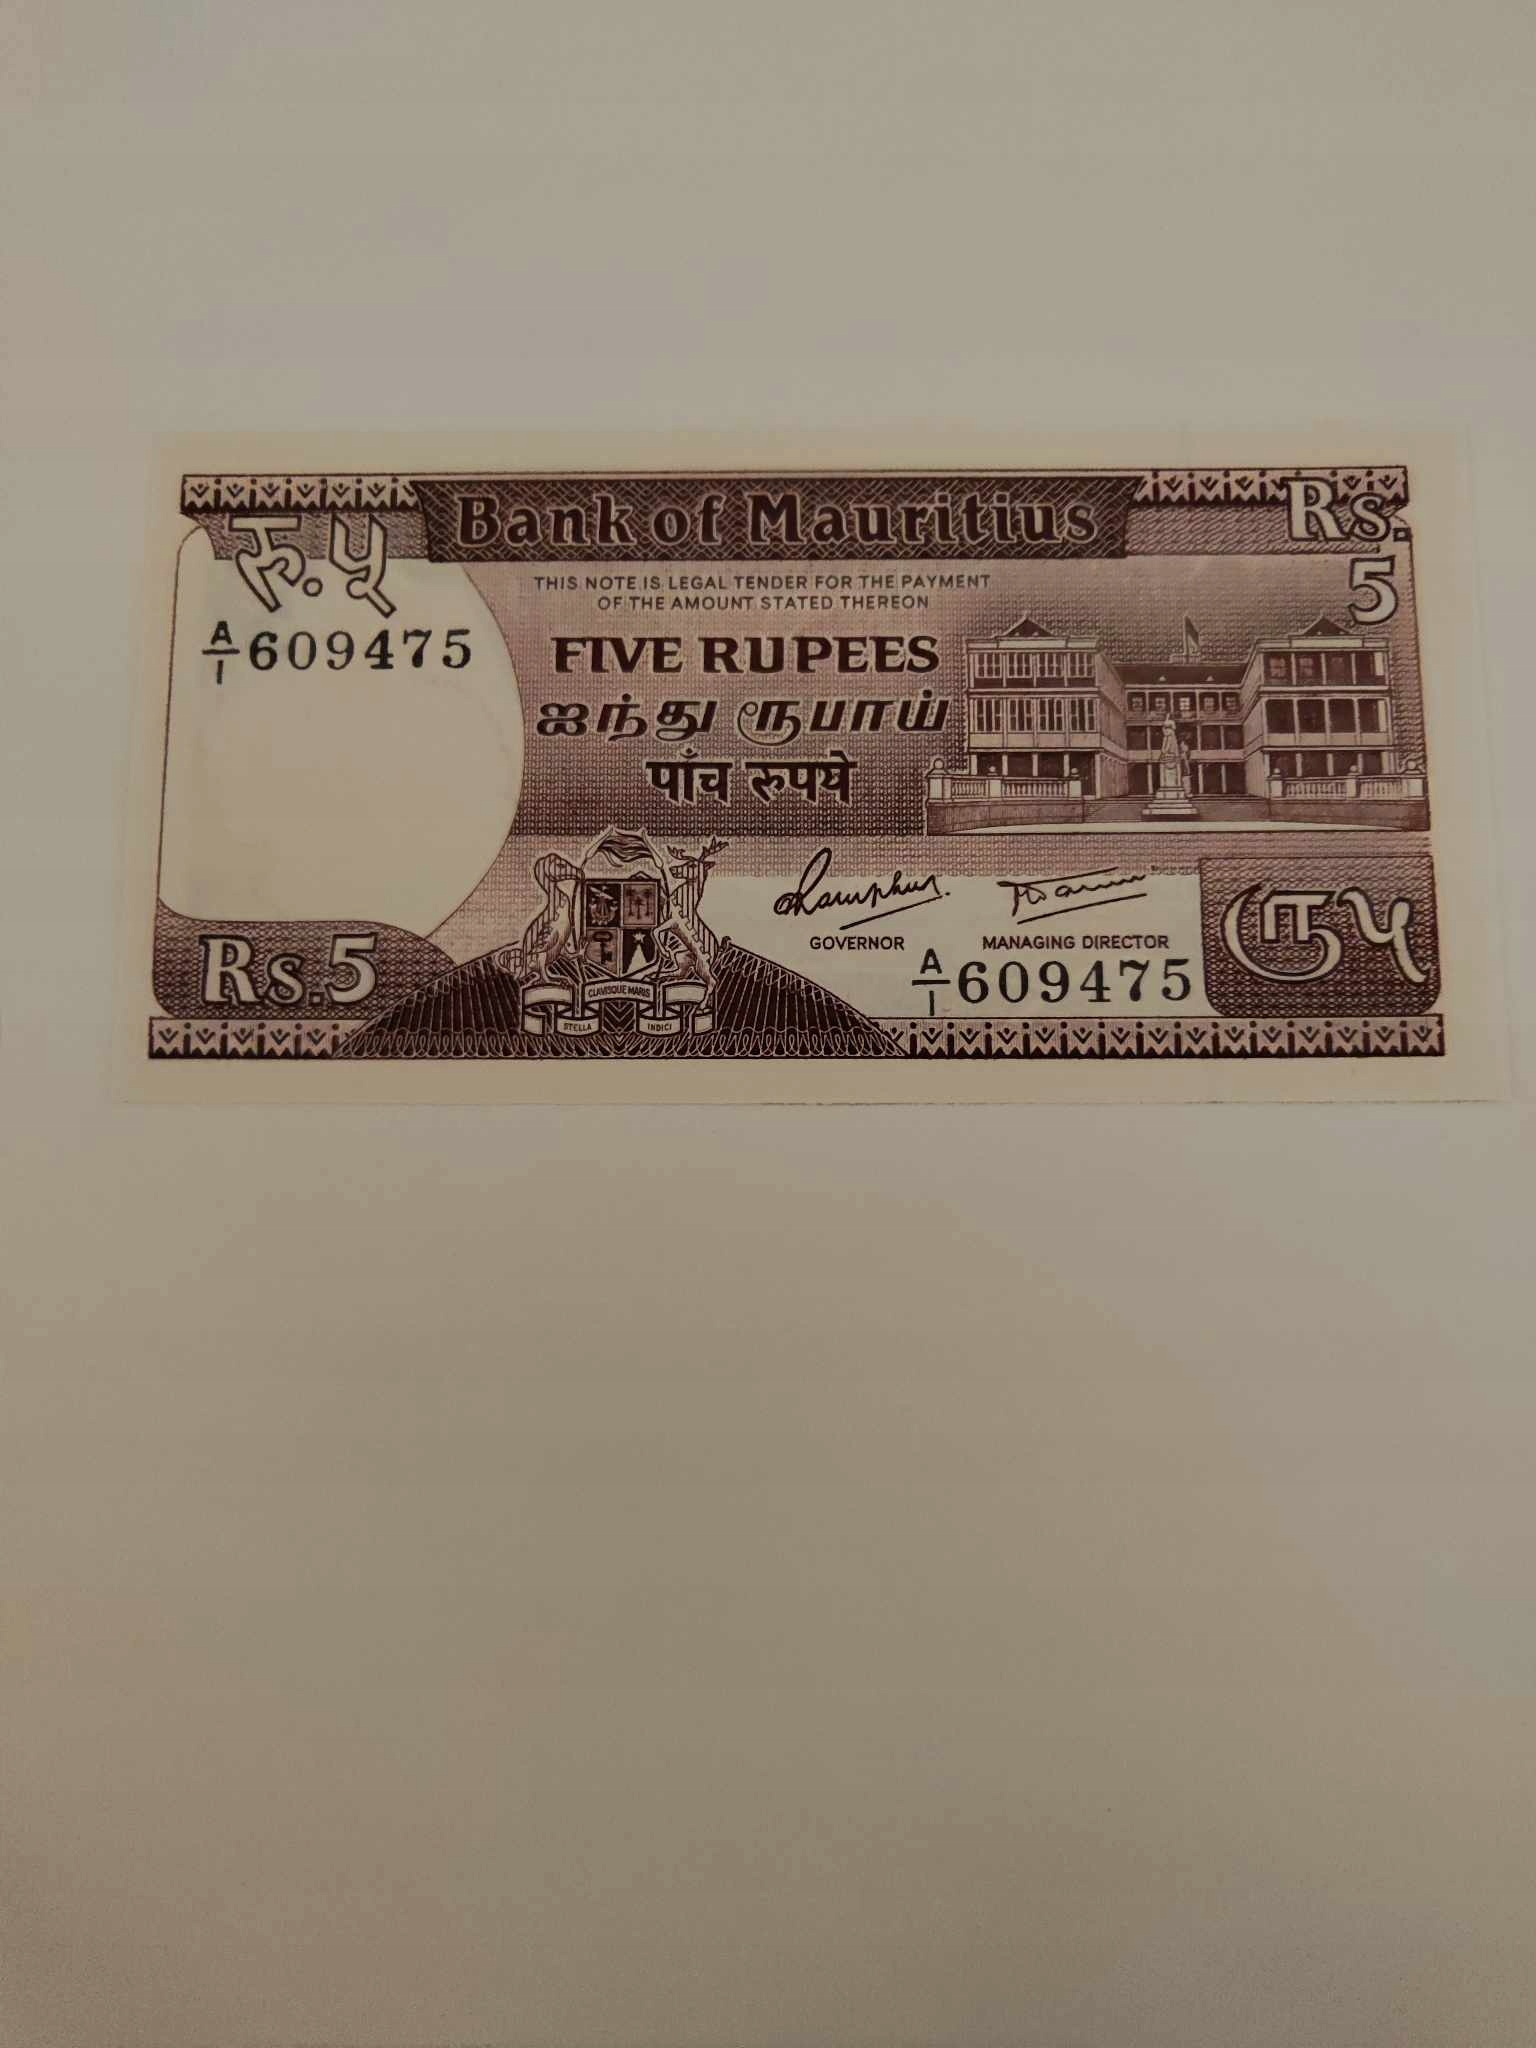 Bank of Mauritius
Rs.
5
रु. ५
A/1 609475
THIS NOTE IS LEGAL TENDER FOR THE PAYMENT
OF THE AMOUNT STATED THEREON
FIVE RUPEES
ஐந்து ரூபாய்
पाँच रुपये
GOVERNOR
MANAGING DIRECTOR
A/1 609475
Rs.5
CLAVISQUE MARIS
STELLA INDICI